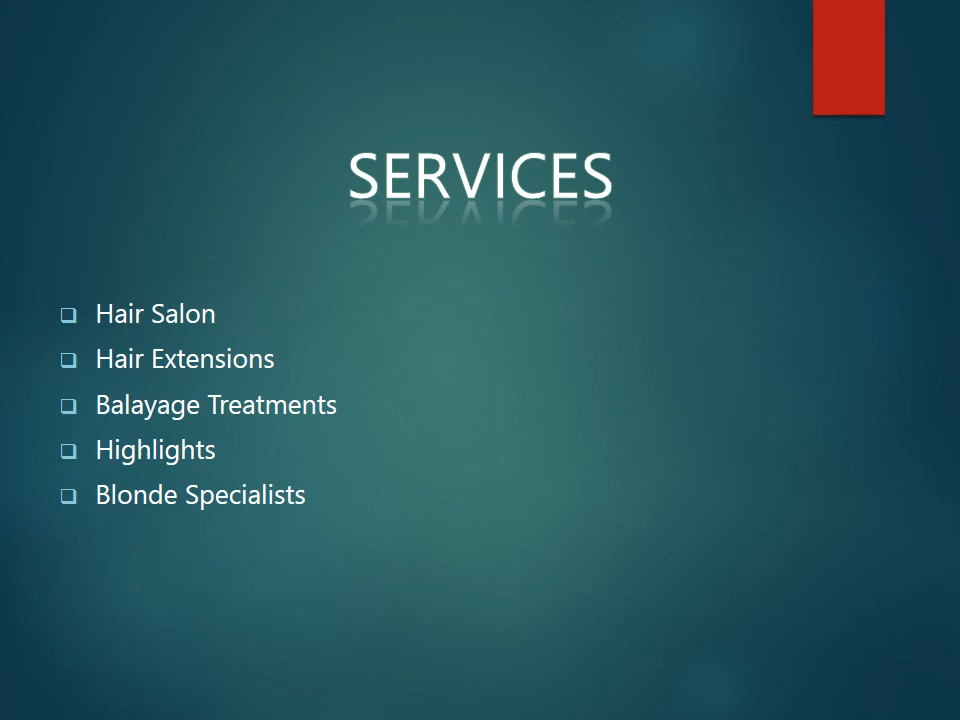 SERVICES
Hair Salon
Hair Extensions
Balayage Treatments
Highlights
Blonde Specialists